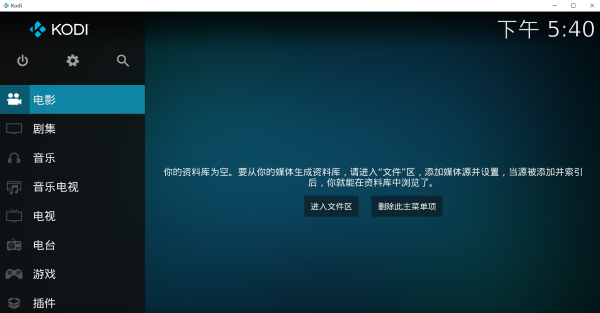 Kodi
KODI
下午 5:40
电影
剧集
音乐
音乐电视
电视
电台
游戏
插件
你的资料库为空。要从你的媒体生成资料库，请进入“文件”区，添加媒体源并设置，当源被添加并索引
后，你就能在资料库中浏览了。
进入文件区
删除此主菜单项